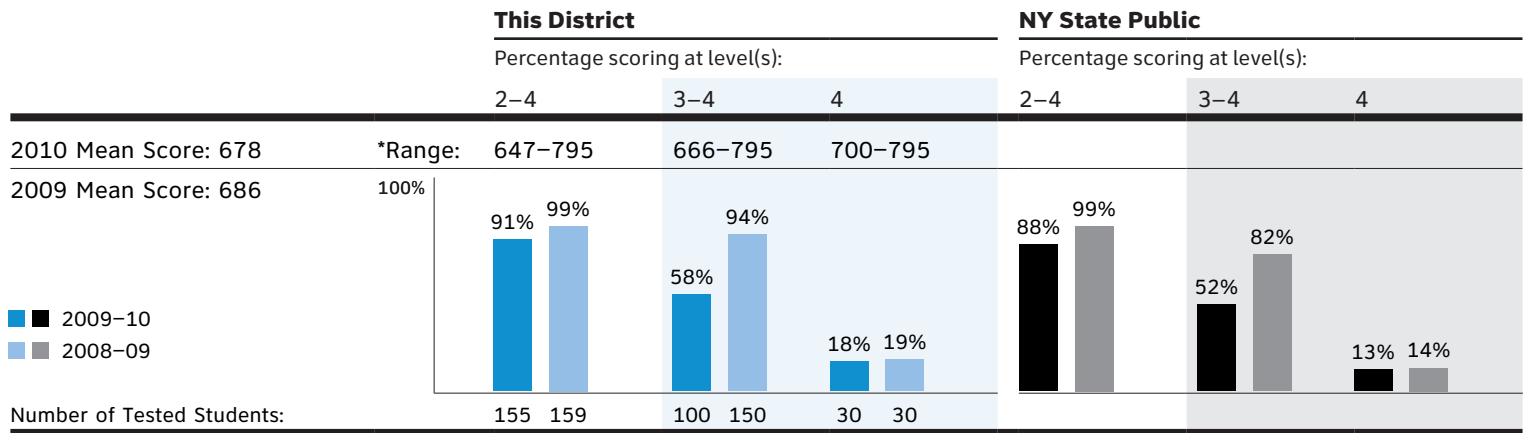 This District NY State Public
Percentage scoring at level(s): Percentage scoring at level(s):
2–4 3–4 4 2–4 3–4 4
2010 Mean Score: 678 *Range: 647–795 666–795 700–795
2009 Mean Score: 686 100%
91% 99% 94% 88% 99% 82%
58% 52%
18% 19% 13% 14%
2009–10
2008–09
Number of Tested Students: 155 159 100 150 30 30